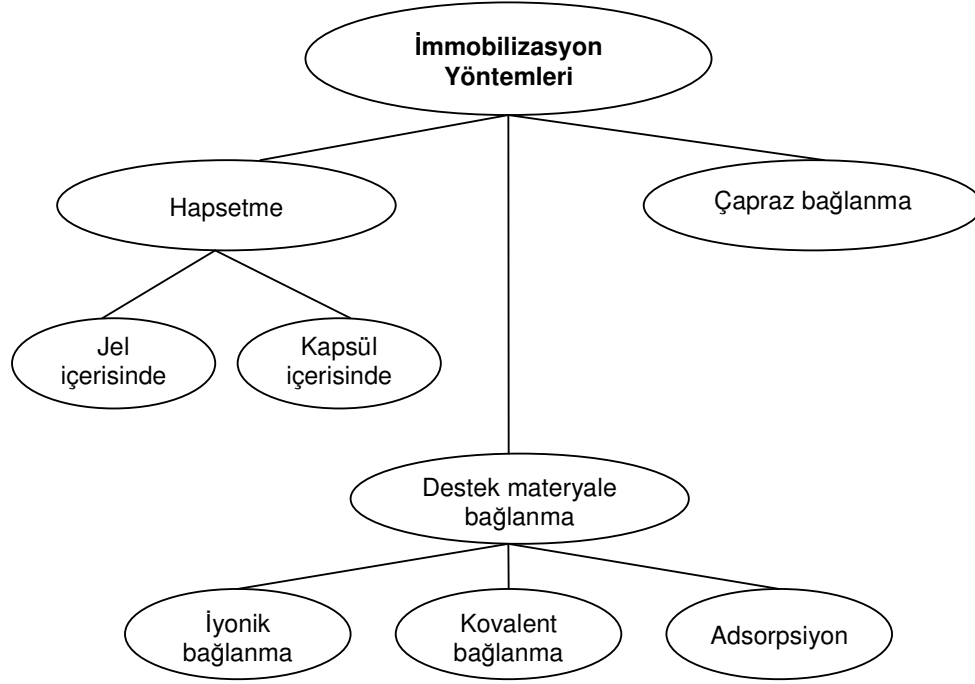 İmmobilizasyon
Yöntemleri
Hapsetme
Çapraz bağlanma
Jel
içerisinde
Kapsül
içerisinde
Destek materyale
bağlanma
İyonik
bağlanma
Kovalent
bağlanma
Adsorpsiyon